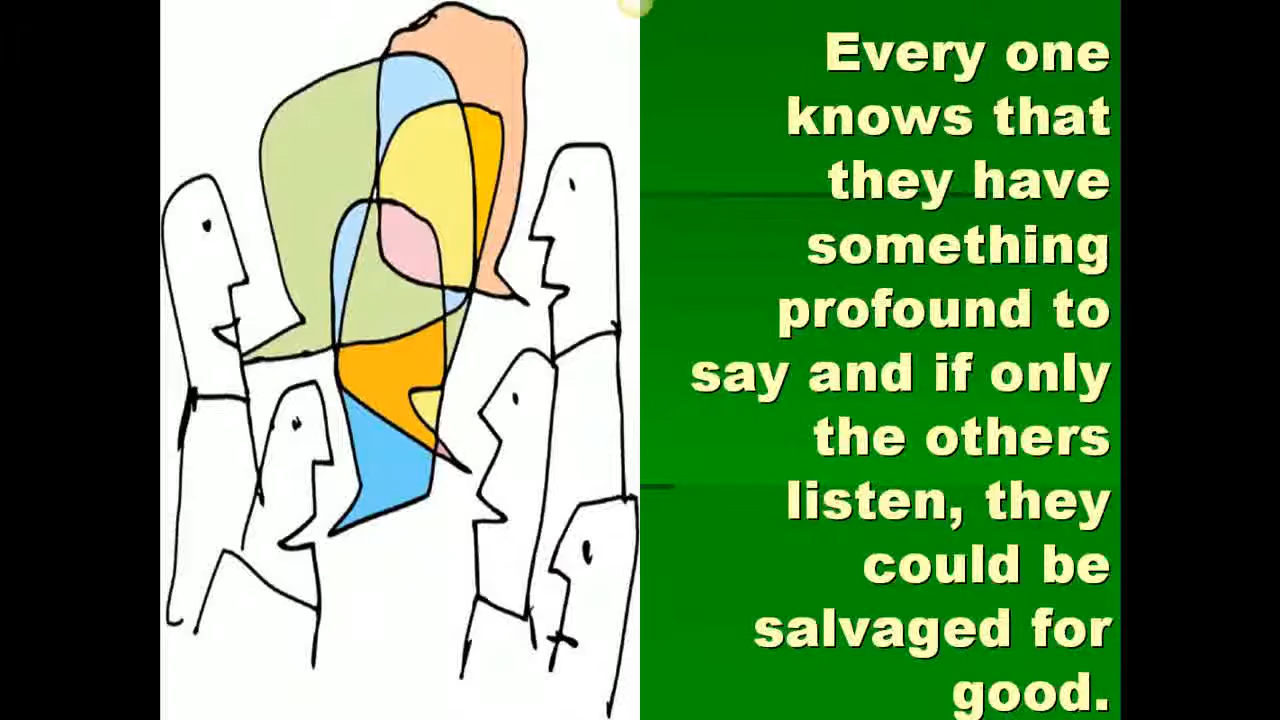 Every one
knows that
they have
something
profound to
say and if only
the others
listen, they
could be
salvaged for
good.